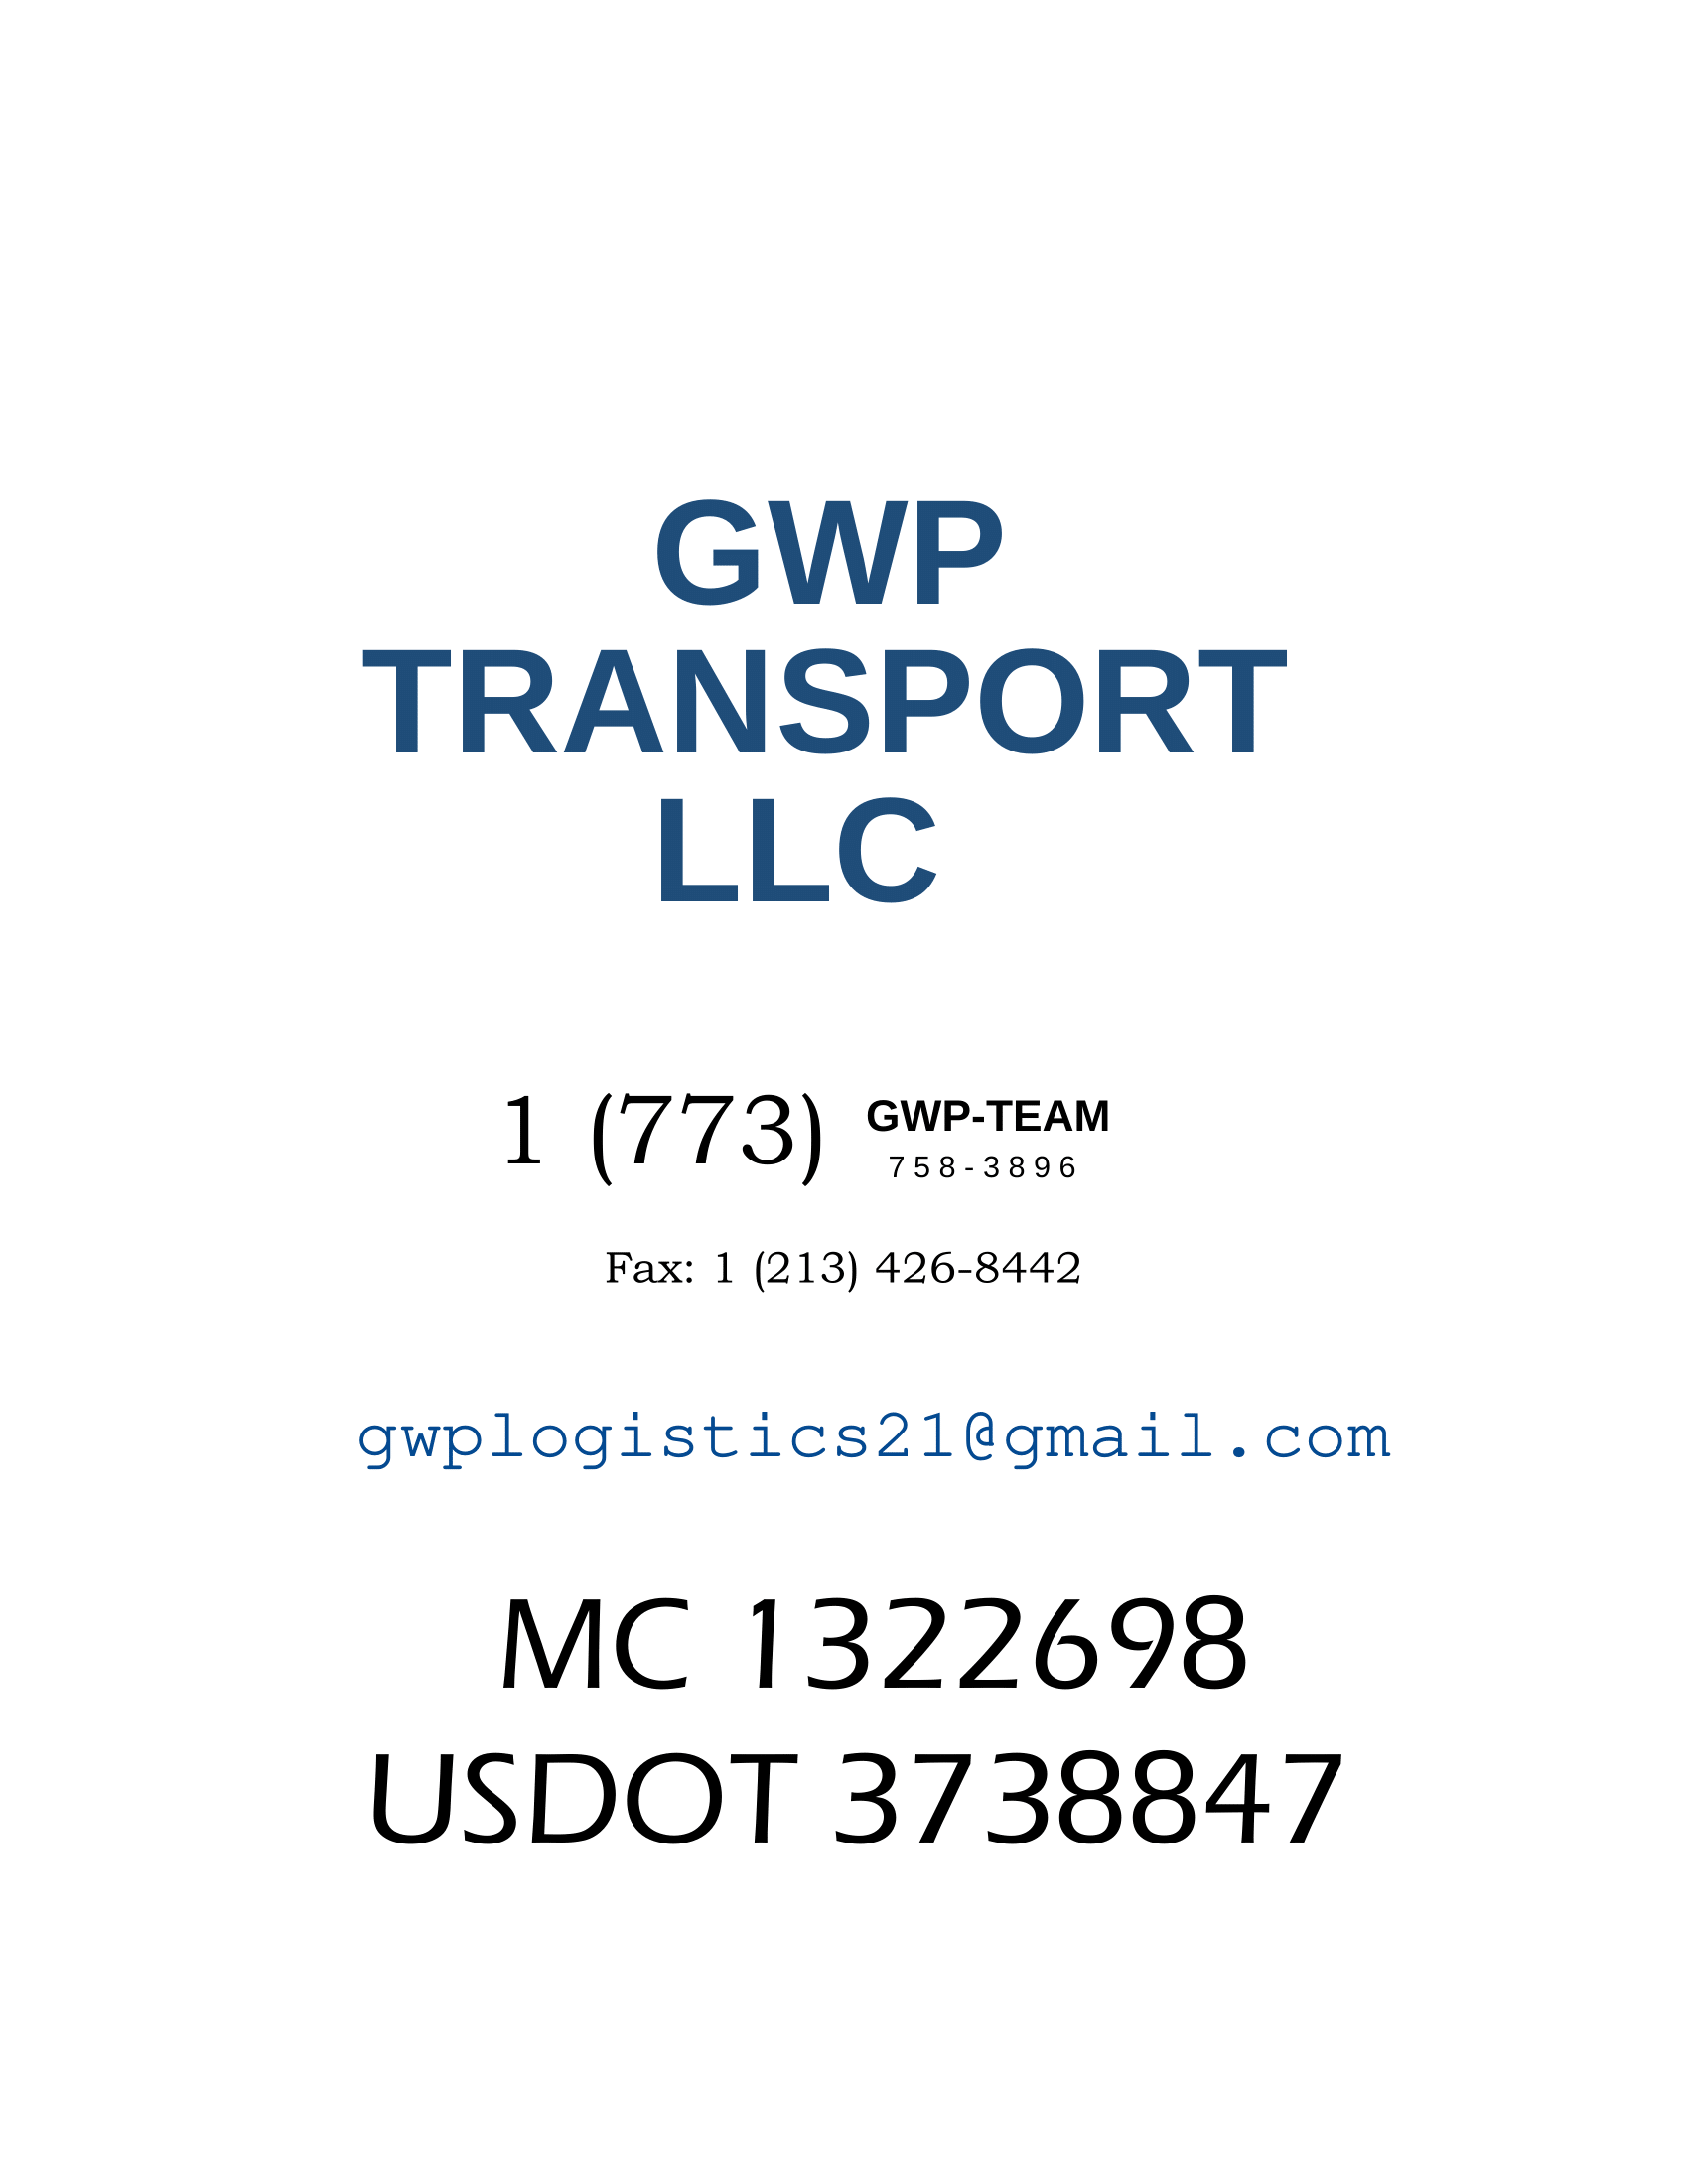 GWP
TRANSPORT
LLC
1 (773) GWP-TEAM
758-3896
Fax: 1 (213) 426-8442
gwplogistics21@gmail.com
MC 1322698
USDOT 3738847